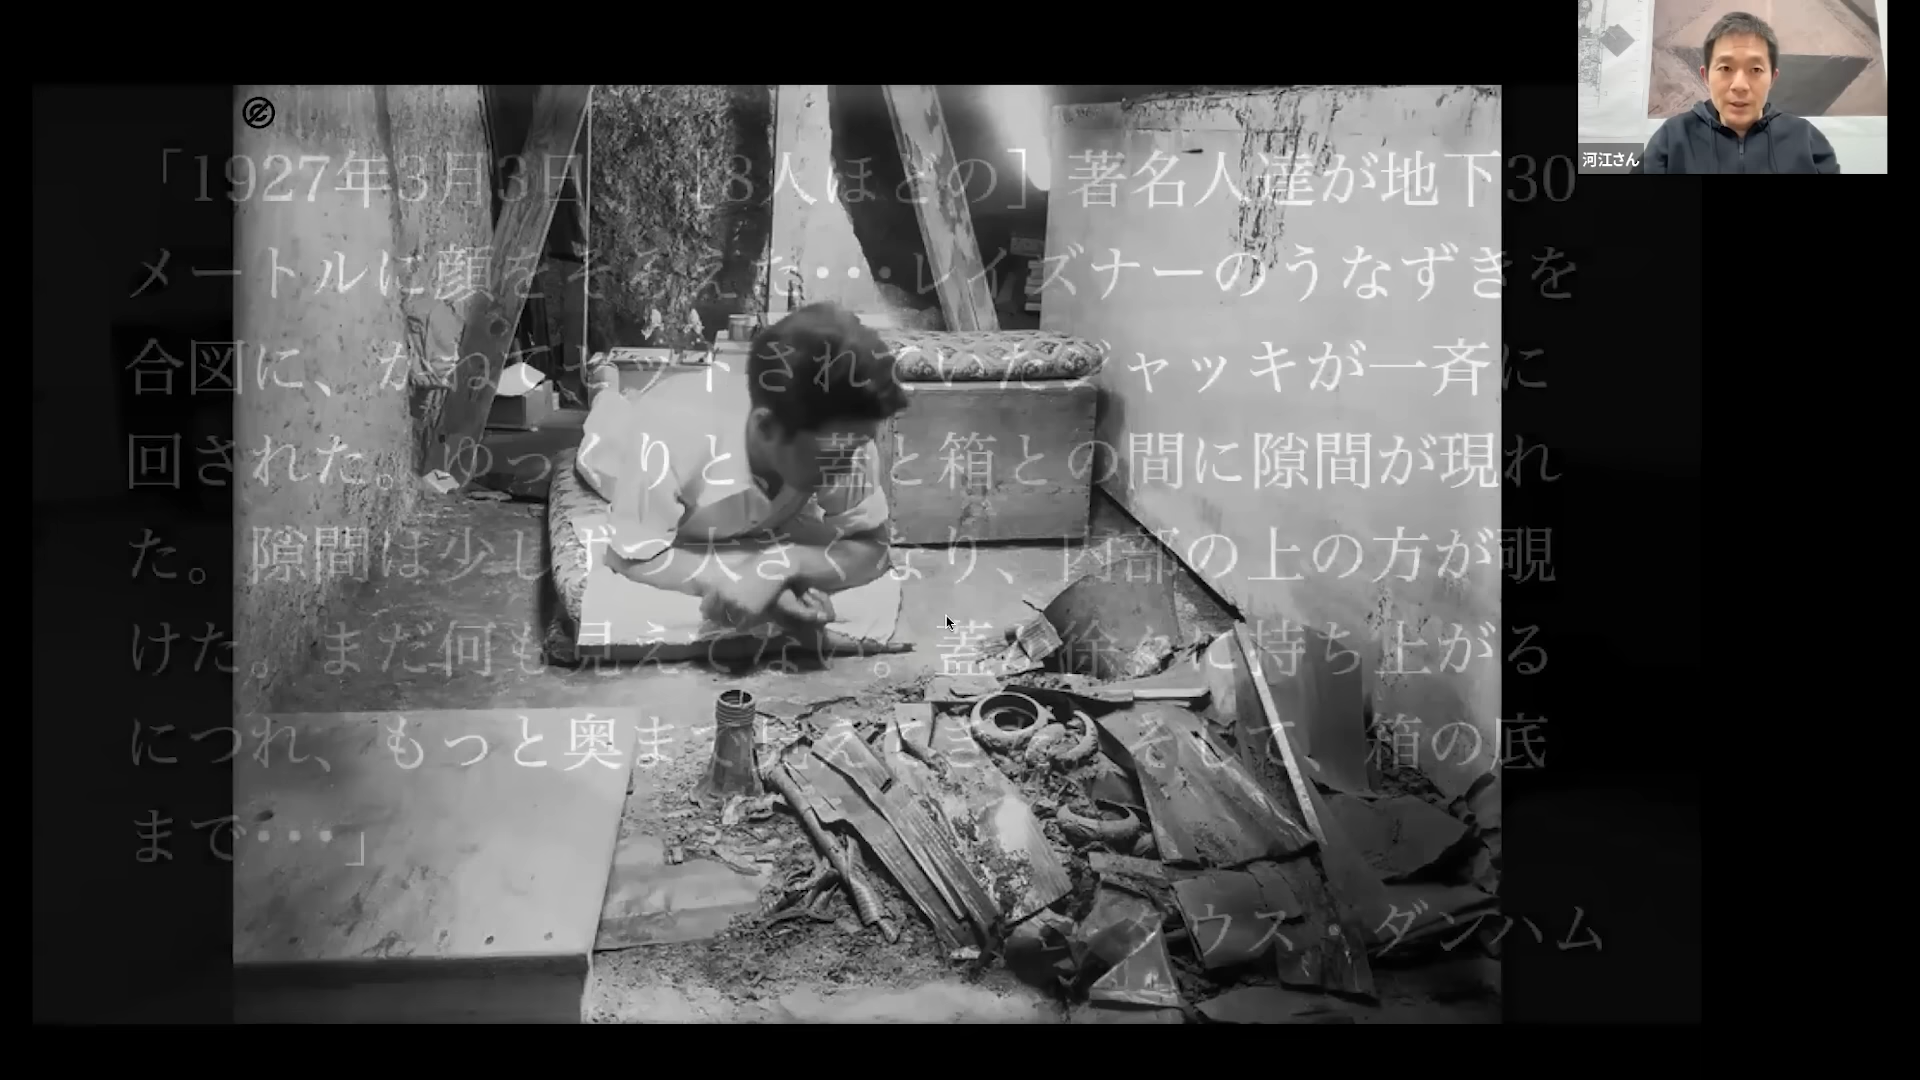 「1927年3月3日、[8人ほどの] 著名人達が地下30
メートルに顔をそろえた・・・レイズナーのうなずきを
合図に、かねてセットされていたジャッキが一斉に
回された。ゆっくりと、蓋と箱との間に隙間が現れ
た。隙間は少しずつ大きくなり、内部の上の方が覗
けた。まだ何も見えてない。蓋が徐々に持ち上がる
につれ、もっと奥まで見えてきた。そして、箱の底
まで・・・」
ダウス・ダンハム
河江さん